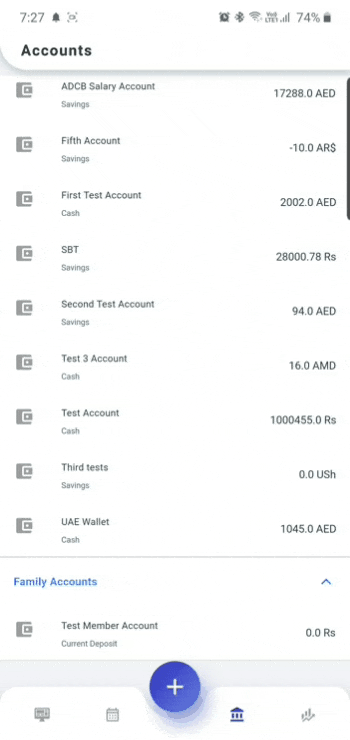 7:27
74%
Accounts
ADCB Salary Account
17288.0 AED
Savings
Fifth Account
-10.0 AR$
Savings
First Test Account
2002.0 AED
Cash
SBT
28000.78 Rs
Savings
Second Test Account
94.0 AED
Savings
Test 3 Account
16.0 AMD
Cash
Test Account
1000455.0 Rs
Cash
Third tests
0.0 USh
Savings
UAE Wallet
1045.0 AED
Cash
Family Accounts
Test Member Account
0.0 Rs
Current Deposit